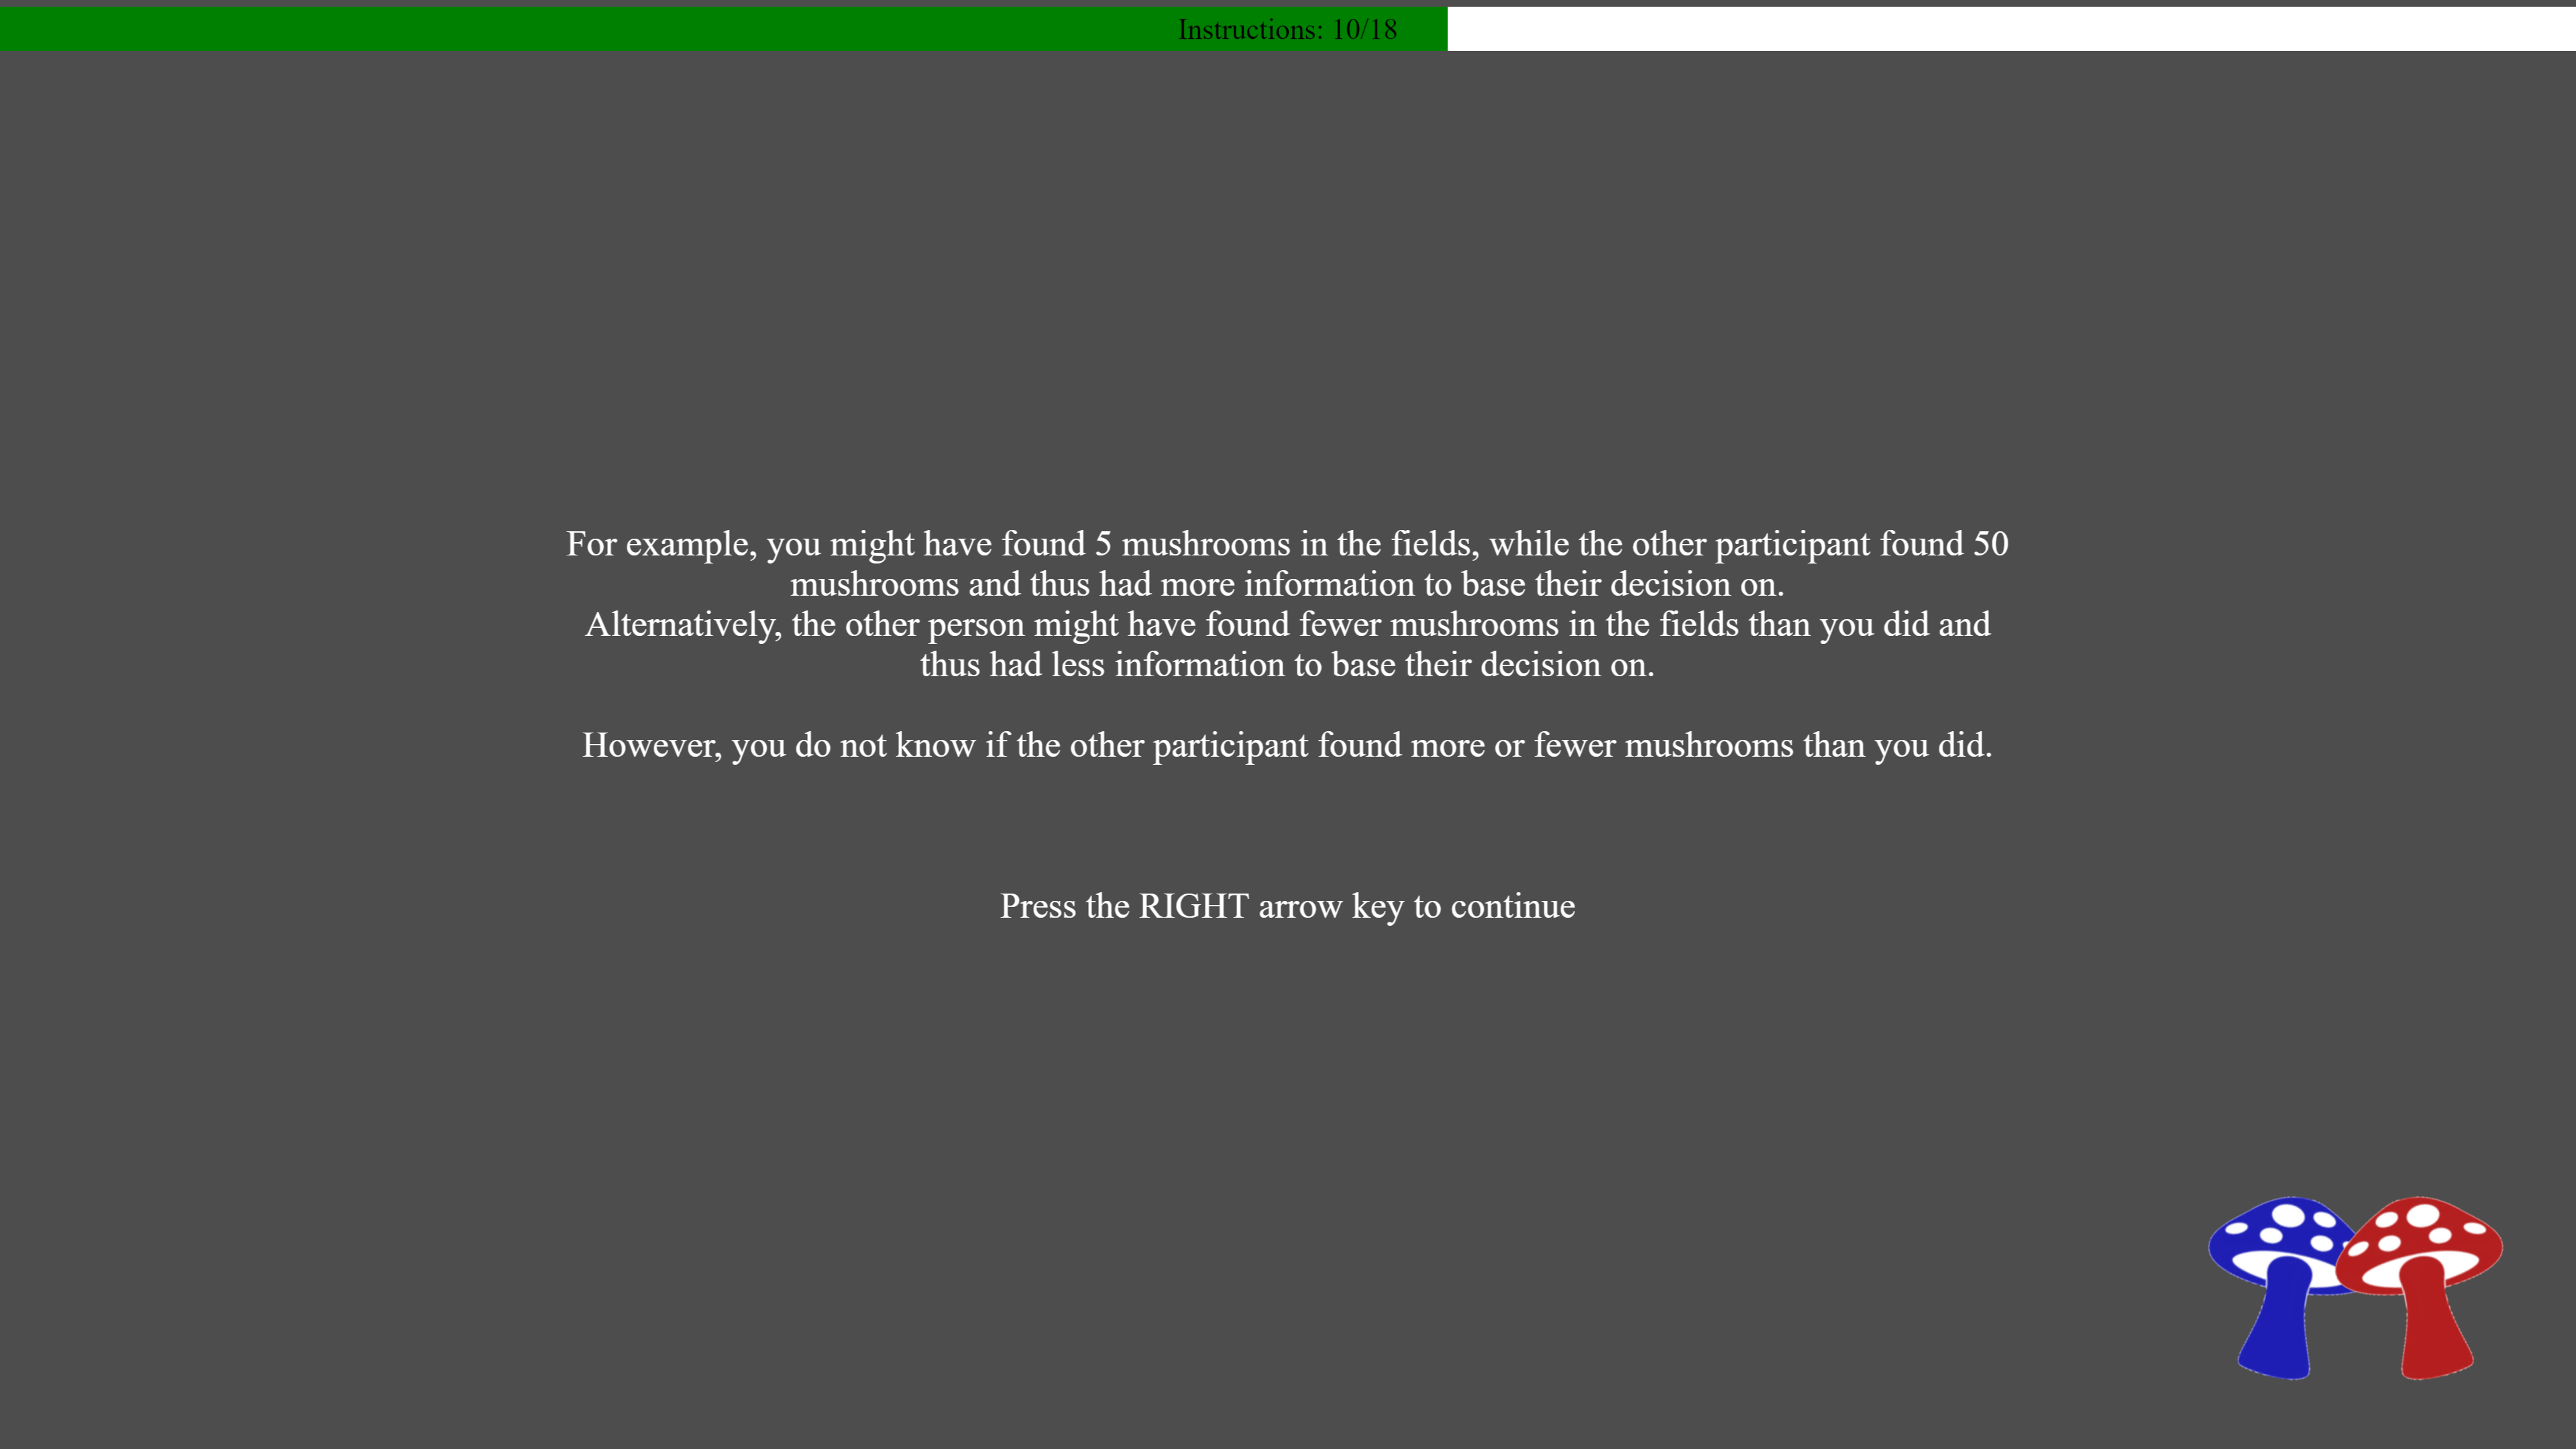 Instructions: 10/18
For example, you might have found 5 mushrooms in the fields, while the other participant found 50
mushrooms and thus had more information to base their decision on.
Alternatively, the other person might have found fewer mushrooms in the fields than you did and
thus had less information to base their decision on.
However, you do not know if the other participant found more or fewer mushrooms than you did.
Press the RIGHT arrow key to continue